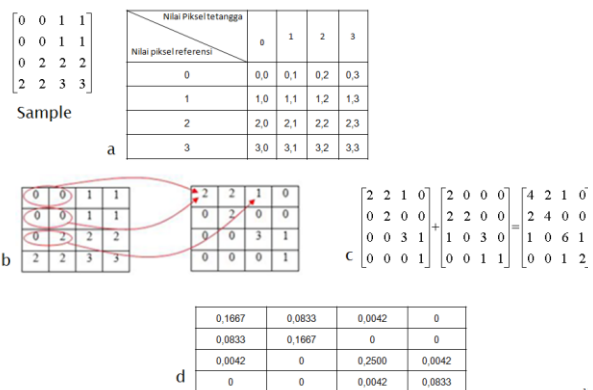 0 0 1 1
0 0 1 1
0 2 2 2
2 2 3 3
Sample
a
Nilai Piksel tetangga
Nilai piksel referensi
0 1 2 3
0 0,0 0,1 0,2 0,3
1 1,0 1,1 1,2 1,3
2 2,0 2,1 2,2 2,3
3 3,0 3,1 3,2 3,3
b
0 0 1 1
0 0 1 1
0 2 2 2
2 2 3 3
2 2 1 0
0 2 0 0
0 0 3 1
0 0 0 1
c
2 2 1 0 2 0 0 0 4 2 1 0
0 2 0 0 + 2 2 0 0 = 2 4 0 0
0 0 3 1 1 0 3 0 1 0 6 1
0 0 0 1 0 0 1 1 0 0 1 2
d
0,1667 0,0833 0,0042 0
0,0833 0,1667 0 0
0,0042 0 0,2500 0,0042
0 0 0,0042 0,0833